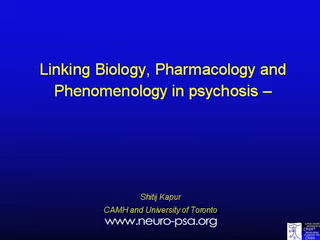 Linking Biology, Pharmacology and
Phenomenology in psychosis –
Shitij Kapur
CAMH and University of Toronto
www.neuro-psa.org